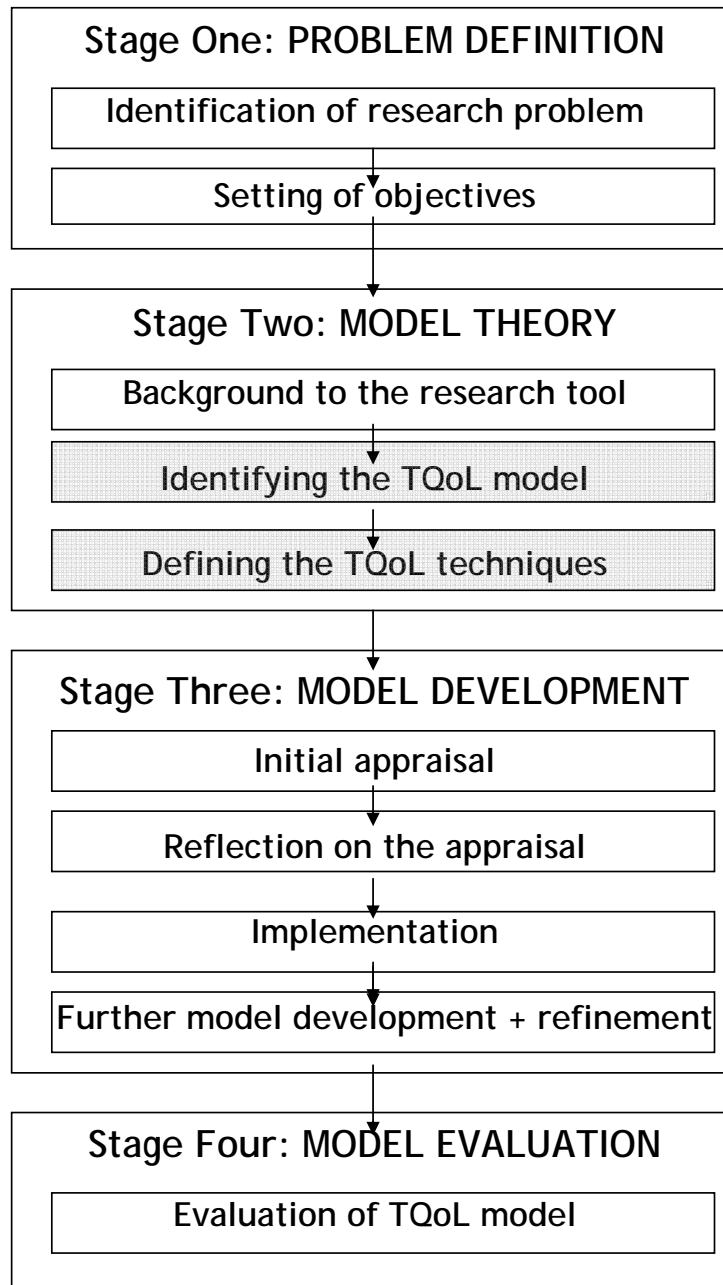 Stage One: PROBLEM DEFINITION
Identification of research problem
Setting of objectives
Stage Two: MODEL THEORY
Background to the research tool
Identifying the TQoL model
Defining the TQoL techniques
Stage Three: MODEL DEVELOPMENT
Initial appraisal
Reflection on the appraisal
Implementation
Further model development + refinement
Stage Four: MODEL EVALUATION
Evaluation of TQoL model